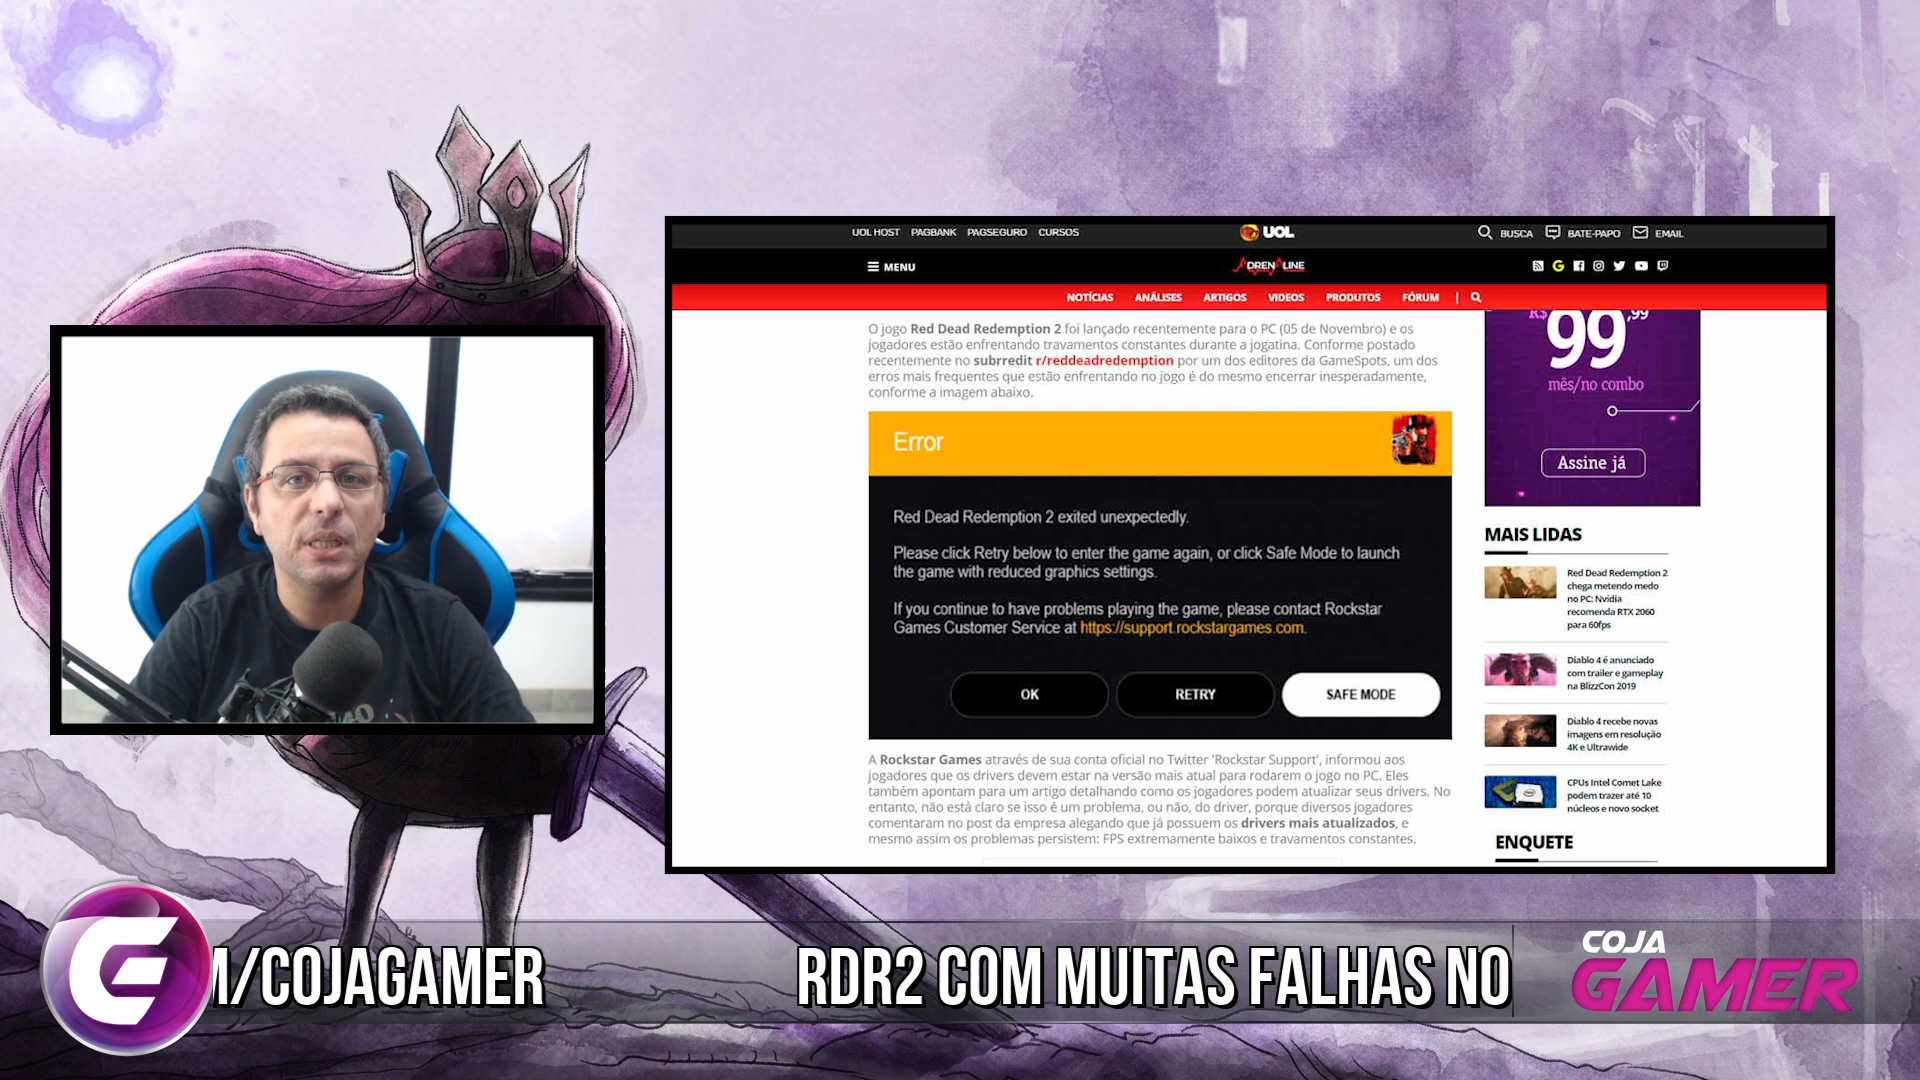 UOL HOST PAGBANK PAGSEGURO CURSOS
UOL
BUSCA BATE-PAPO EMAIL
MENU
ADRENALINE
NOTÍCIAS ANÁLISES ARTIGOS VIDEOS PRODUTOS FÓRUM |
O jogo Red Dead Redemption 2 foi lançado recentemente para o PC (05 de Novembro) e os
jogadores estão enfrentando travamentos constantes durante a jogatina. Conforme postado
recentemente no subrredit r/reddeadredemption por um dos editores da GameSpots, um dos
erros mais frequentes que estão enfrentando no jogo é do mesmo encerrar inesperadamente,
conforme a imagem abaixo.
Error
Red Dead Redemption 2 exited unexpectedly.
Please click Retry below to enter the game again, or click Safe Mode to launch
the game with reduced graphics settings.
If you continue to have problems playing the game, please contact Rockstar
Games Customer Service at https://support.rockstargames.com.
OK RETRY SAFE MODE
A Rockstar Games através de sua conta oficial no Twitter 'Rockstar Support', informou aos
jogadores que os drivers devem estar na versão mais atual para rodarem o jogo no PC. Eles
também apontam para um artigo detalhando como os jogadores podem atualizar seus drivers. No
entanto, não está claro se isso é um problema, ou não, do driver, porque diversos jogadores
comentaram no post da empresa alegando que já possuem os drivers mais atualizados, e
mesmo assim os problemas persistem: FPS extremamente baixos e travamentos constantes.
R$ 99,99
mês/no combo
Assine já
MAIS LIDAS
Red Dead Redemption 2
chega metendo medo
no PC: Nvidia
recomenda RTX 2060
para 60fps
Diablo 4 é anunciado
com trailer e gameplay
na BlizzCon 2019
Diablo 4 recebe novas
imagens em resolução
4K e Ultrawide
CPUs Intel Comet Lake
podem trazer até 10
núcleos e novo socket
ENQUETE
M/COJAGAMER RDR2 COM MUITAS FALHAS NO
COJA
GAMER